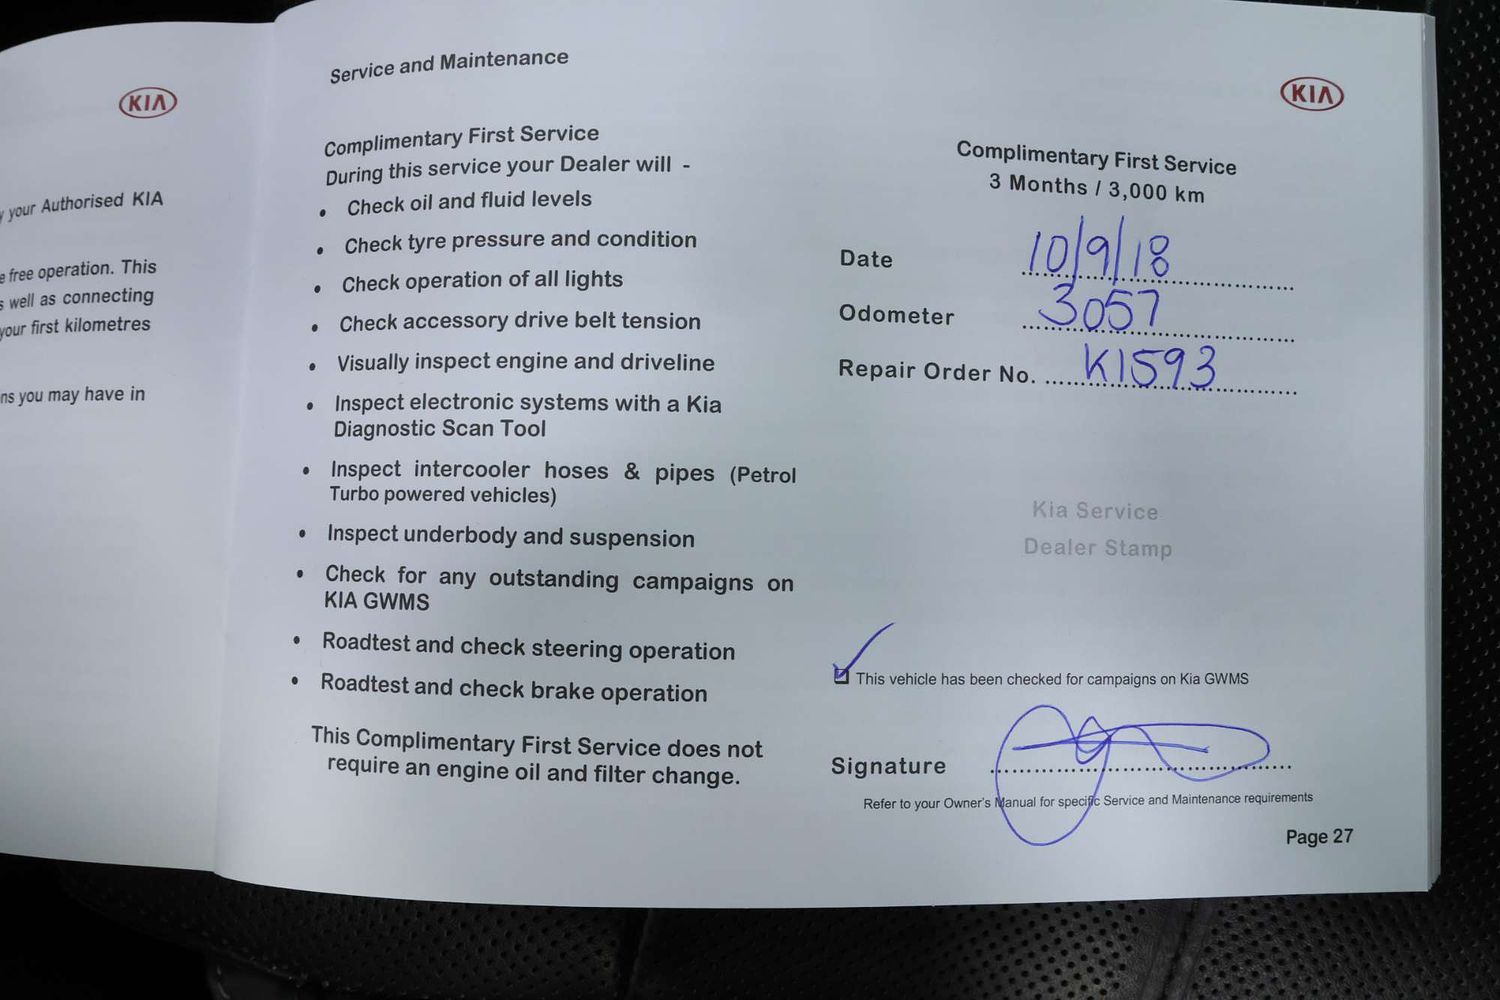 KIA
y your Authorised KIA
e free operation. This
s well as connecting
your first kilometres
ns you may have in
Service and Maintenance
Complimentary First Service
During this service your Dealer will -
• Check oil and fluid levels
• Check tyre pressure and condition
• Check operation of all lights
• Check accessory drive belt tension
• Visually inspect engine and driveline
• Inspect electronic systems with a Kia
Diagnostic Scan Tool
• Inspect intercooler hoses & pipes (Petrol
Turbo powered vehicles)
• Inspect underbody and suspension
• Check for any outstanding campaigns on
KIA GWMS
• Roadtest and check steering operation
• Roadtest and check brake operation
This Complimentary First Service does not
require an engine oil and filter change.
KIA
Complimentary First Service
3 Months / 3,000 km
Date 10/9/18
Odometer 3057
Repair Order No. K1593
Kia Service
Dealer Stamp
This vehicle has been checked for campaigns on Kia GWMS
Signature
Refer to your Owner's Manual for specific Service and Maintenance requirements
Page 27